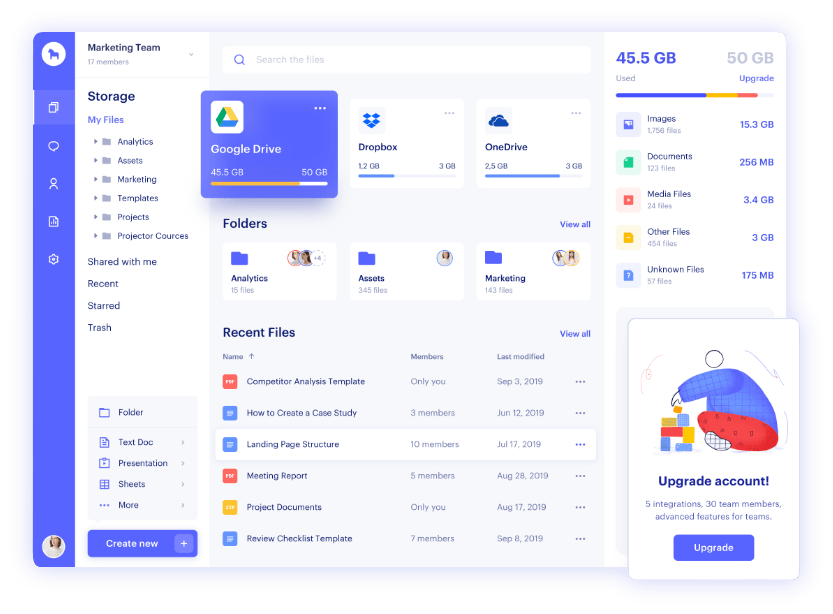 Marketing Team
17 members
Storage
My Files
Analytics
Assets
Marketing
Templates
Projects
Projector Cources
Shared with me
Recent
Starred
Trash
Folder
Text Doc
Presentation
Sheets
More
Create new +
Search the files
Google Drive
45.5 GB 50 GB
Dropbox
1,2 GB 3 GB
OneDrive
2,5 GB 3 GB
Folders View all
Analytics
15 files
+4
Assets
345 files
Marketing
143 files
Recent Files View all
Name ↑ Members Last modified
PDF Competitor Analysis Template Only you Sep 3, 2019
How to Create a Case Study 3 members Jun 12, 2019
Landing Page Structure 10 members Jul 17, 2019
PDF Meeting Report 5 members Aug 28, 2019
ZIP Project Documents Only you Aug 17, 2019
Review Checklist Template 7 members Sep 8, 2019
45.5 GB 50 GB
Used Upgrade
Images
1,756 files
15.3 GB
Documents
123 files
256 MB
Media Files
24 files
3.4 GB
Other Files
454 files
3 GB
?
Unknown Files
57 files
175 MB
Upgrade account!
5 integrations, 30 team members,
advanced features for teams.
Upgrade